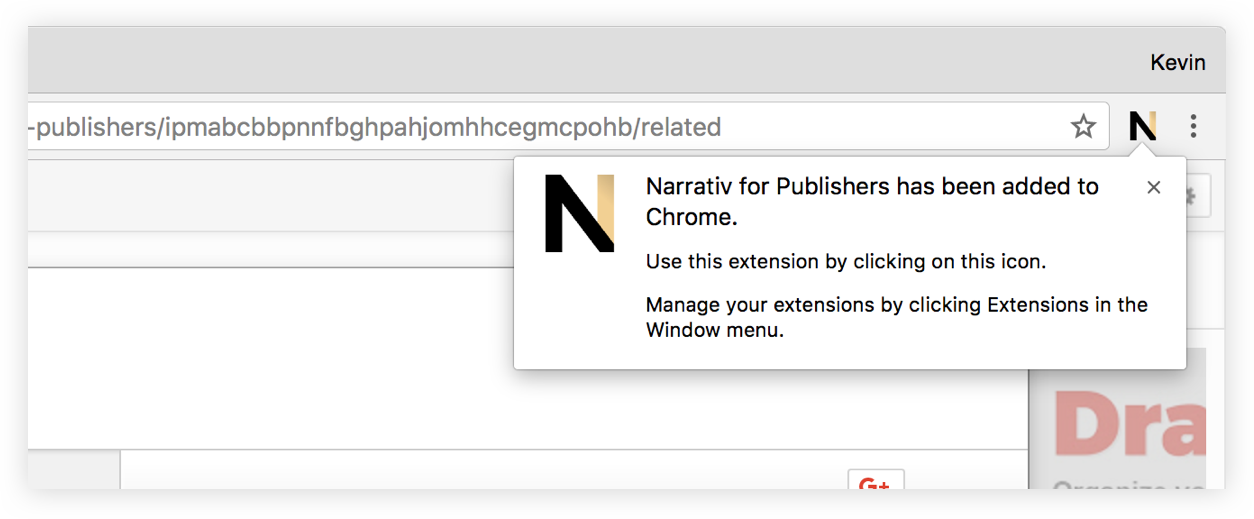 Kevin
-publishers/ipmabcbbpnnfbghpahjomhhcegmcpohb/related
N
N
Narrativ for Publishers has been added to
Chrome.
Use this extension by clicking on this icon.
Manage your extensions by clicking Extensions in the
Window menu.
Dra
G+